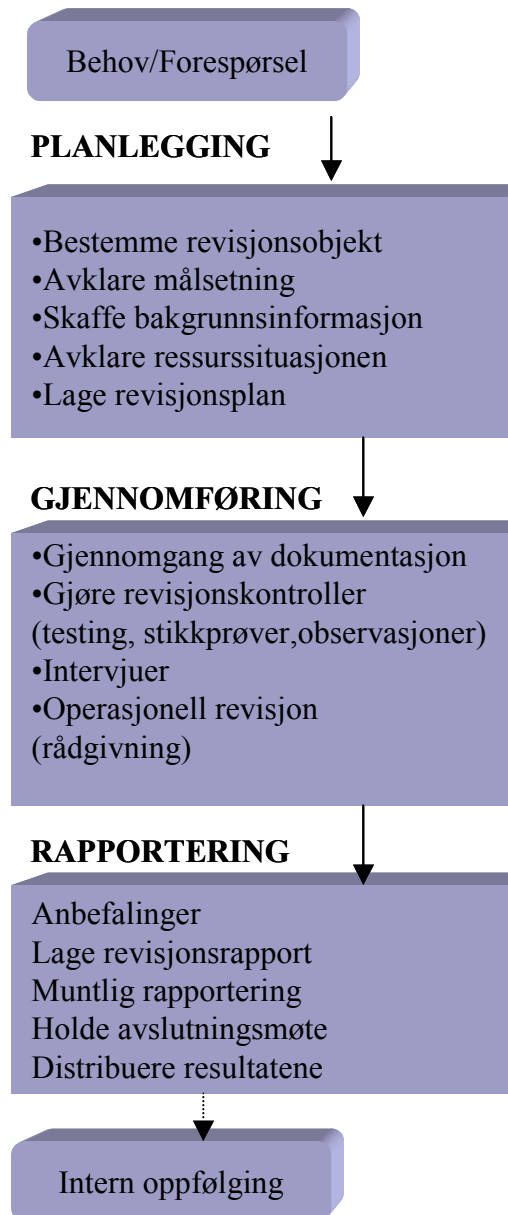 Behov/Forespørsel
PLANLEGGING
•Bestemme revisjonsobjekt
•Avklare målsetning
•Skaffe bakgrunnsinformasjon
•Avklare ressurssituasjonen
•Lage revisjonsplan
GJENNOMFØRING
•Gjennomgang av dokumentasjon
•Gjøre revisjonskontroller
(testing, stikkprøver,observasjoner)
•Intervjuer
•Operasjonell revisjon
(rådgivning)
RAPPORTERING
Anbefalinger
Lage revisjonsrapport
Muntlig rapportering
Holde avslutningsmøte
Distribuere resultatene
Intern oppfølging